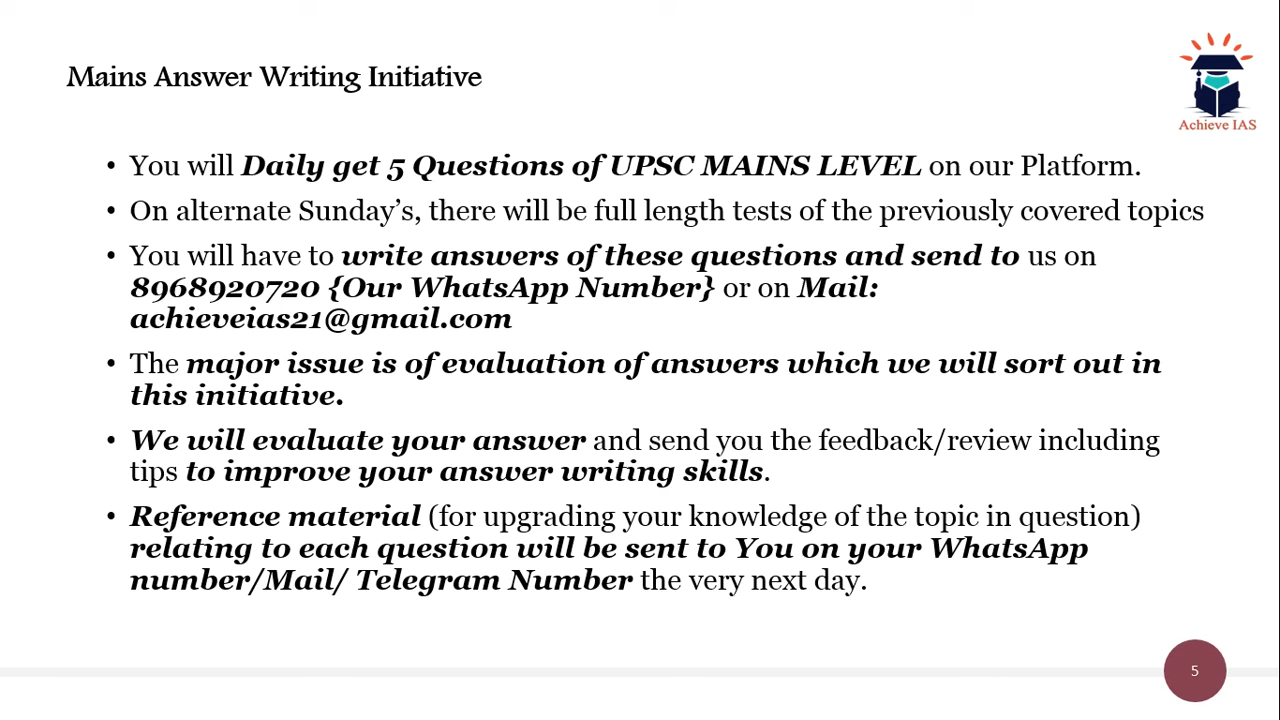 Mains Answer Writing Initiative
Achieve IAS
• You will Daily get 5 Questions of UPSC MAINS LEVEL on our Platform.
• On alternate Sunday’s, there will be full length tests of the previously covered topics
• You will have to write answers of these questions and send to us on
8968920720 {Our WhatsApp Number} or on Mail:
achieveias21@gmail.com
• The major issue is of evaluation of answers which we will sort out in
this initiative.
• We will evaluate your answer and send you the feedback/review including
tips to improve your answer writing skills.
• Reference material (for upgrading your knowledge of the topic in question)
relating to each question will be sent to You on your WhatsApp
number/Mail/ Telegram Number the very next day.
5